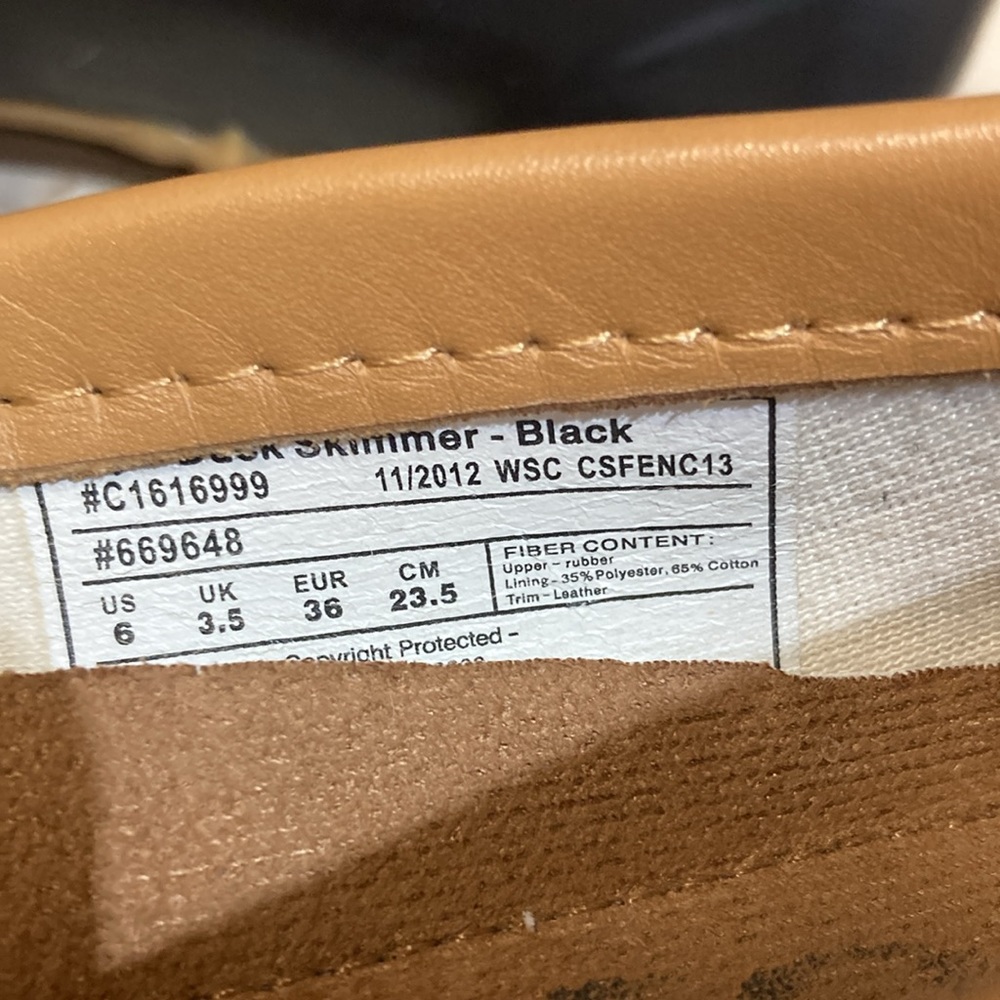 Skimmer - Black
#C1616999 11/2012 WSC CSFENC13
#669648
US UK EUR CM
6 3.5 36 23.5
FIBER CONTENT:
Upper - rubber
Lining - 35% Polyester, 65% Cotton
Trim - Leather
Copyright Protected -